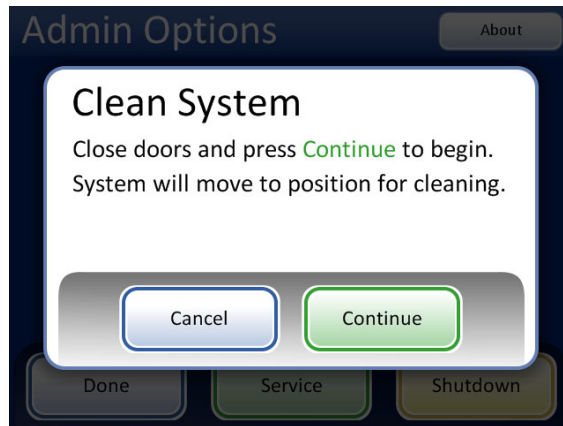 Admin Options
About
Clean System
Close doors and press Continue to begin.
System will move to position for cleaning.
Cancel
Continue
Done
Service
Shutdown